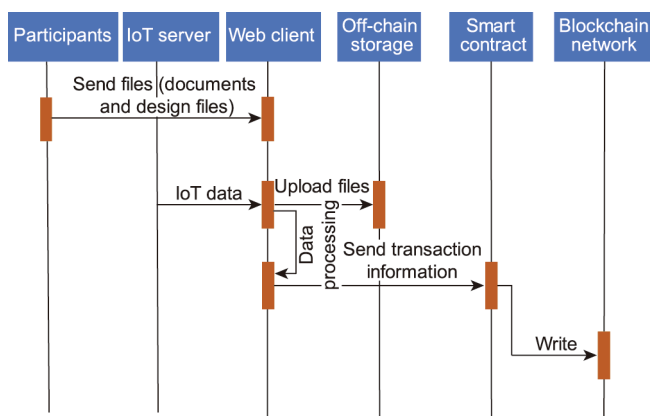 Participants
IoT server
Web client
Off-chain
storage
Smart
contract
Blockchain
network
Send files (documents
and design files)
IoT data
Upload files
Data
processing
Send transaction
information
Write